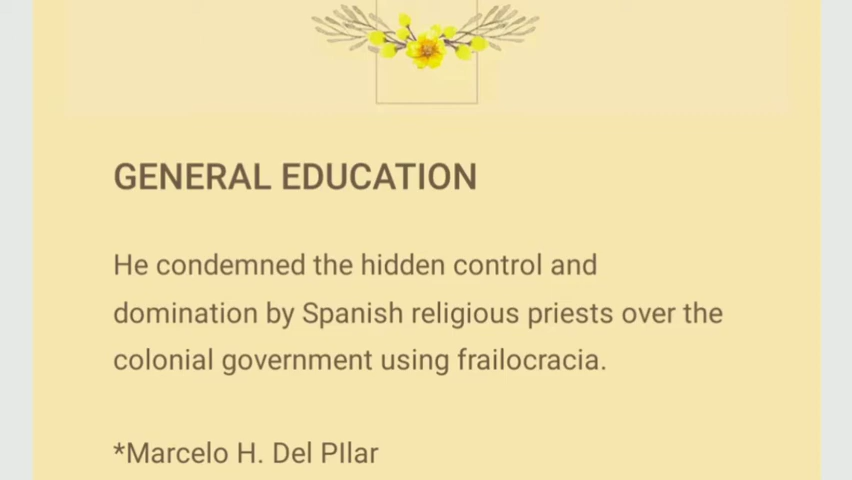 GENERAL EDUCATION
He condemned the hidden control and
domination by Spanish religious priests over the
colonial government using frailocracia.
*Marcelo H. Del PIlar